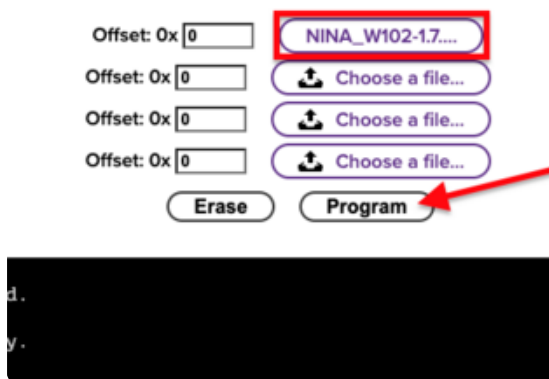 Offset: 0x 0 NINA_W102-1.7....
Offset: 0x 0 Choose a file...
Offset: 0x 0 Choose a file...
Offset: 0x 0 Choose a file...
Erase Program
d.
y.